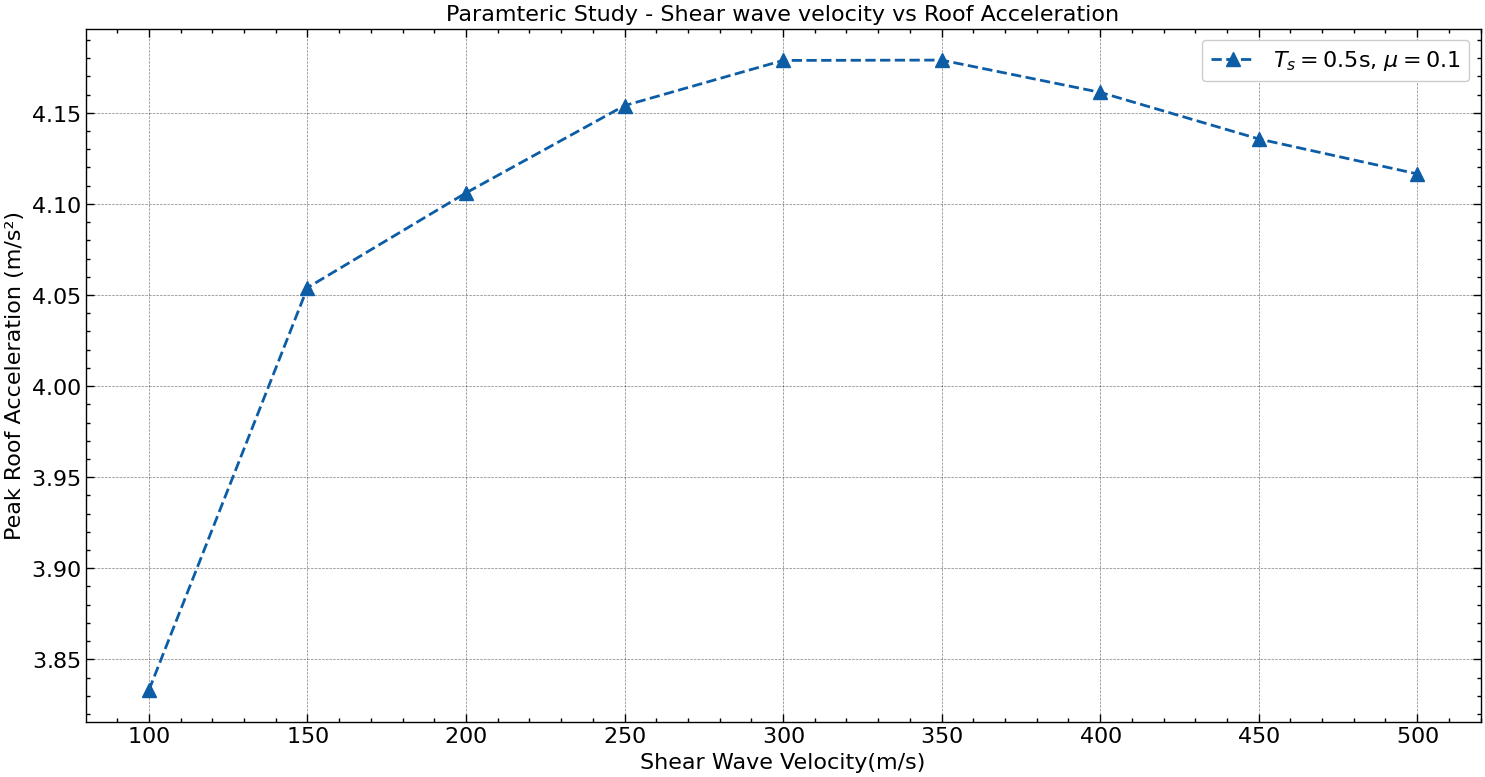 Paramteric Study - Shear wave velocity vs Roof Acceleration
T_s = 0.5s, μ = 0.1
Peak Roof Acceleration (m/s²)
4.15
4.10
4.05
4.00
3.95
3.90
3.85
100 150 200 250 300 350 400 450 500
Shear Wave Velocity(m/s)